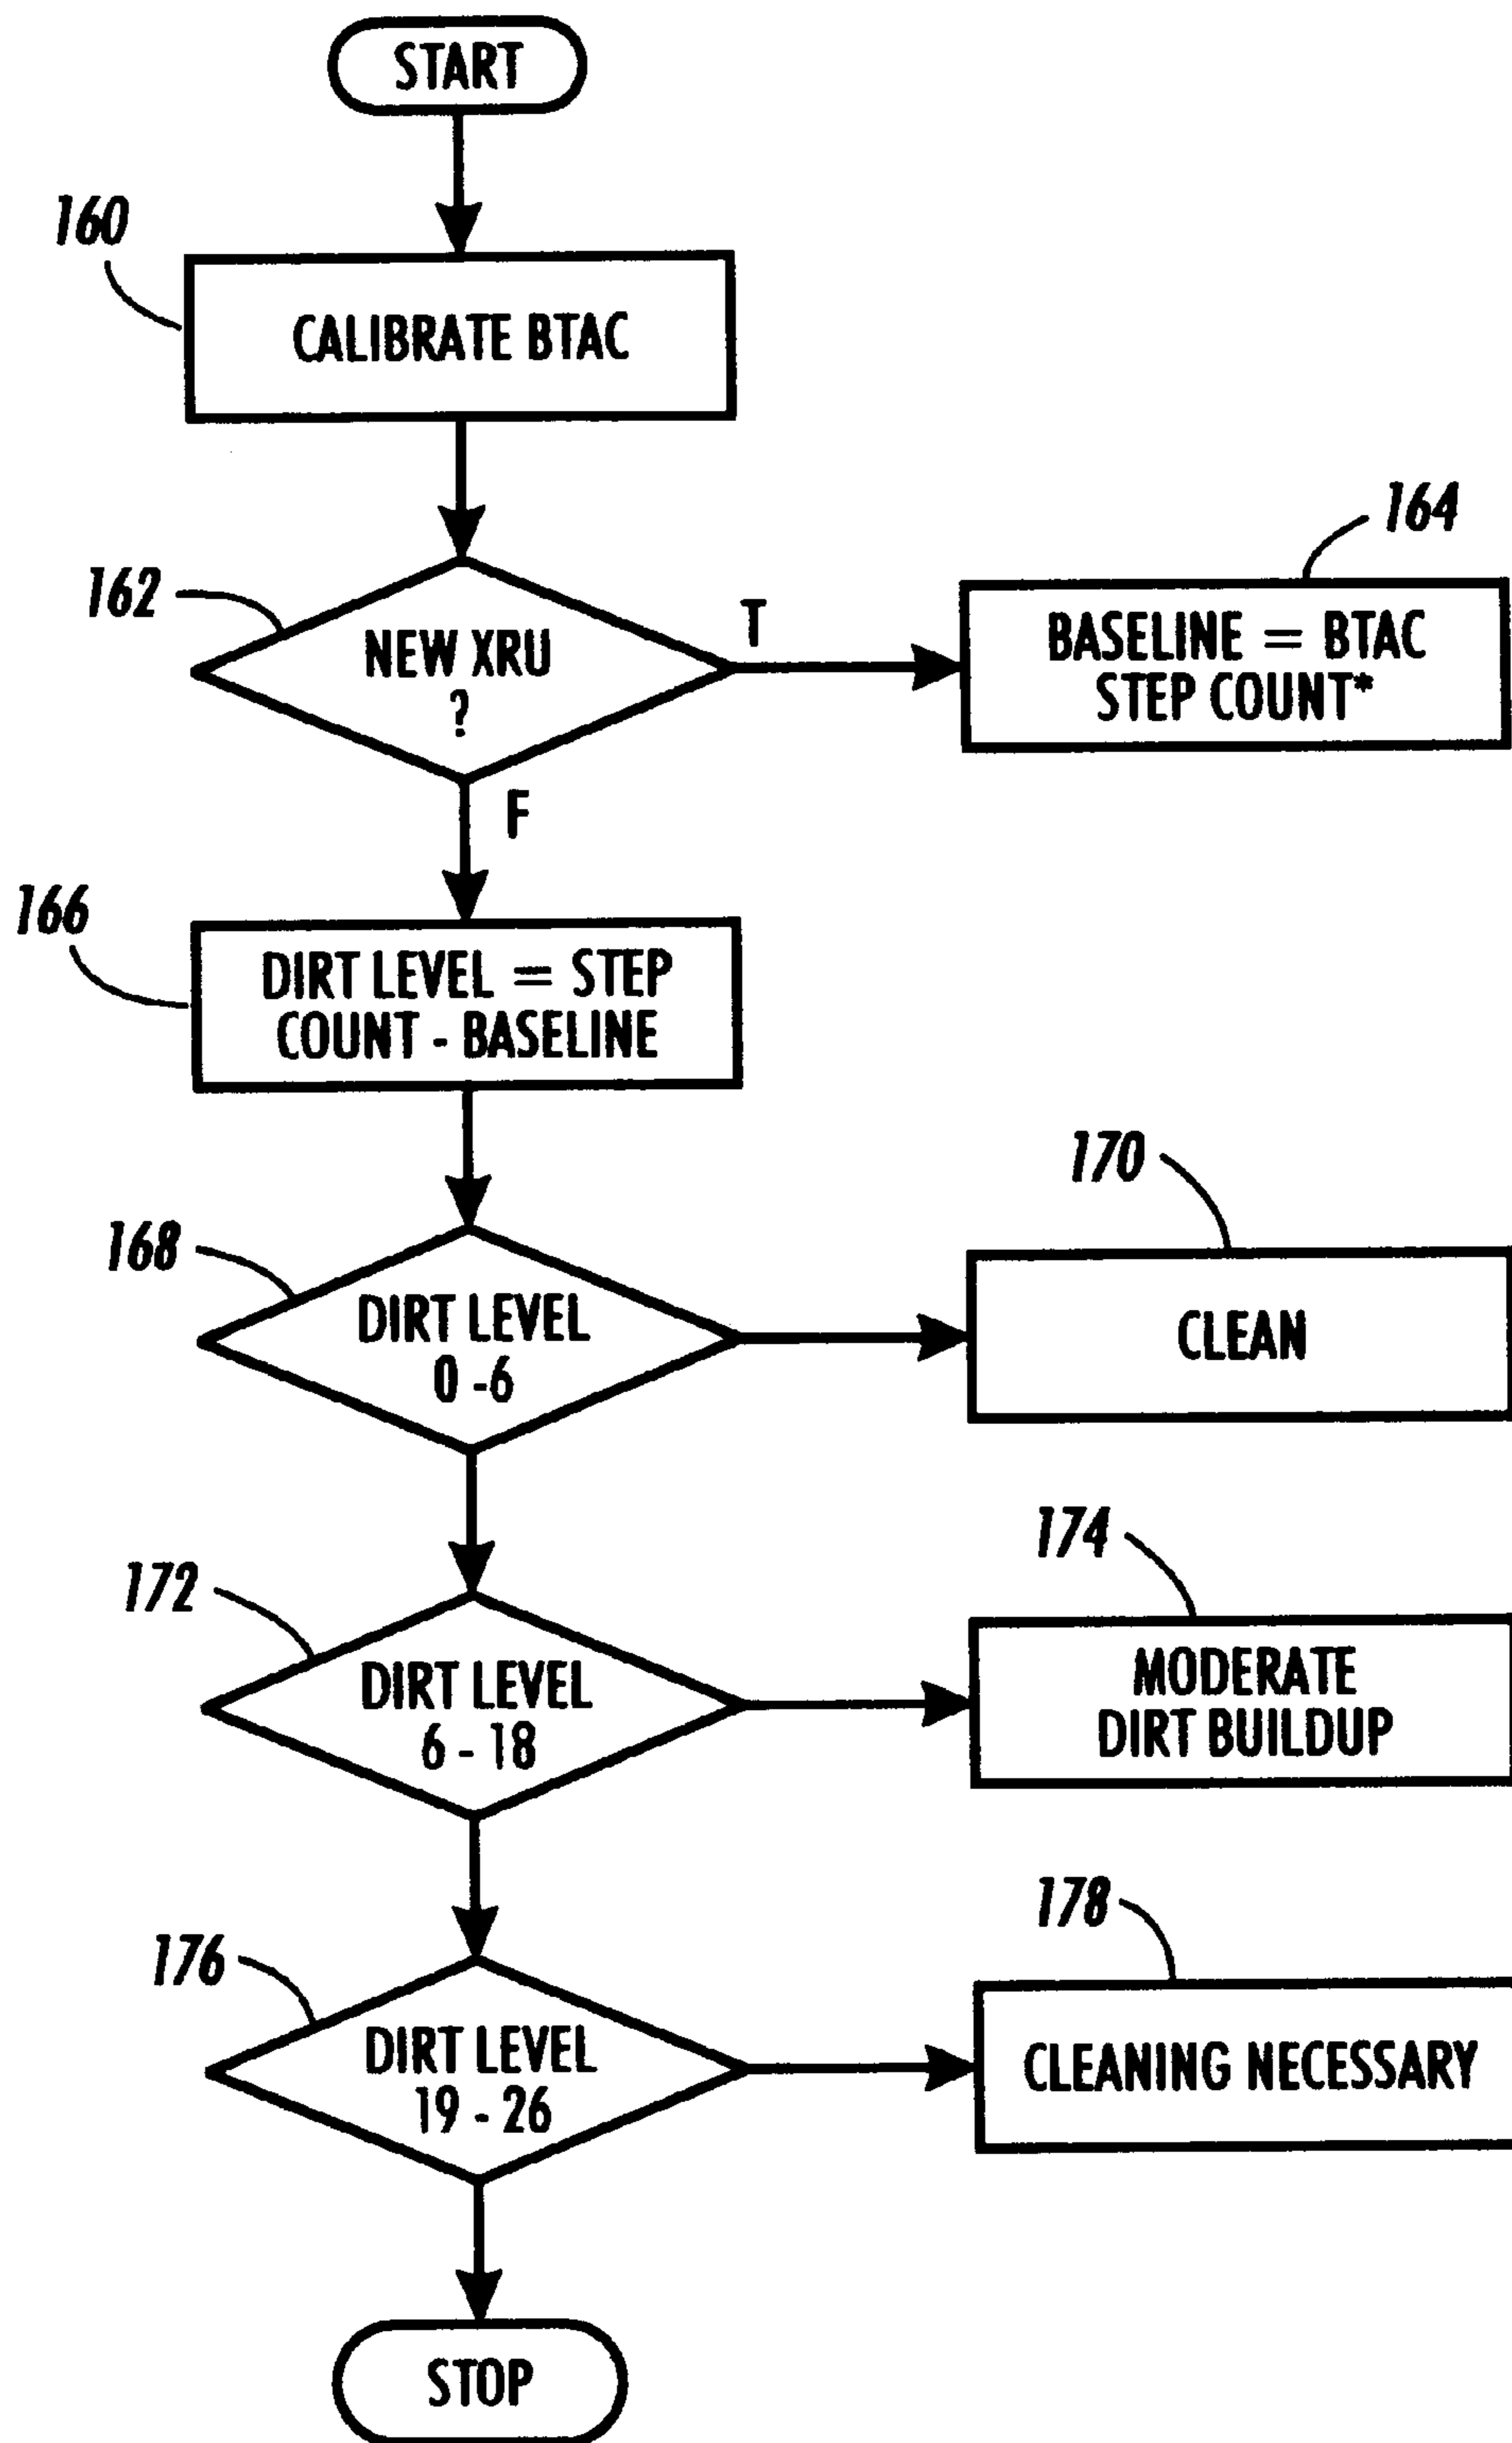 START
160
CALIBRATE BTAC
162
NEW XRU
?
T
164
BASELINE = BTAC
STEP COUNT*
F
166
DIRT LEVEL = STEP
COUNT - BASELINE
168
DIRT LEVEL
0 -6
170
CLEAN
172
DIRT LEVEL
6 - 18
174
MODERATE
DIRT BUILDUP
176
DIRT LEVEL
19 - 26
178
CLEANING NECESSARY
STOP